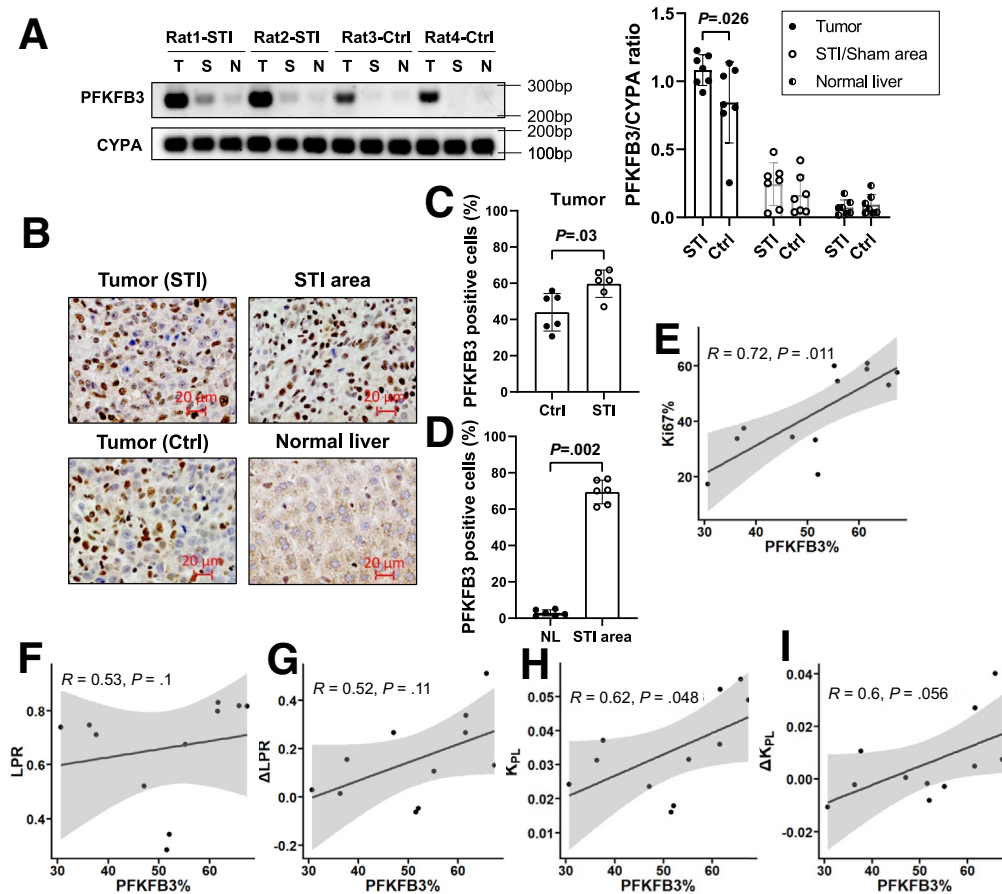 A
Rat1-STI Rat2-STI Rat3-Ctrl Rat4-Ctrl
T S N T S N T S N T S N
PFKFB3
300bp
200bp
CYPA
200bp
100bp
P=.026
Tumor
STI/Sham area
Normal liver
PFKFB3/CYPA ratio
1.5
1.0
0.5
0.0
STI Ctrl STI Ctrl STI Ctrl
B
Tumor (STI) STI area
20 µm 20 µm
Tumor (Ctrl) Normal liver
20 µm 20 µm
C
Tumor
PFKFB3 positive cells (%)
100
80
60
40
20
0
P=.03
Ctrl STI
D
PFKFB3 positive cells (%)
100
80
60
40
20
0
P=.002
NL STI area
E
R = 0.72, P = .011
Ki67%
60
40
20
30 40 50 60
PFKFB3%
F
R = 0.53, P = .1
LPR
0.8
0.6
0.4
30 40 50 60
PFKFB3%
G
R = 0.52, P = .11
ΔLPR
0.4
0.2
0.0
-0.2
30 40 50 60
PFKFB3%
H
R = 0.62, P = .048
KPL
0.05
0.04
0.03
0.02
0.01
30 40 50 60
PFKFB3%
I
R = 0.6, P = .056
ΔKPL
0.04
0.02
0.00
-0.02
30 40 50 60
PFKFB3%